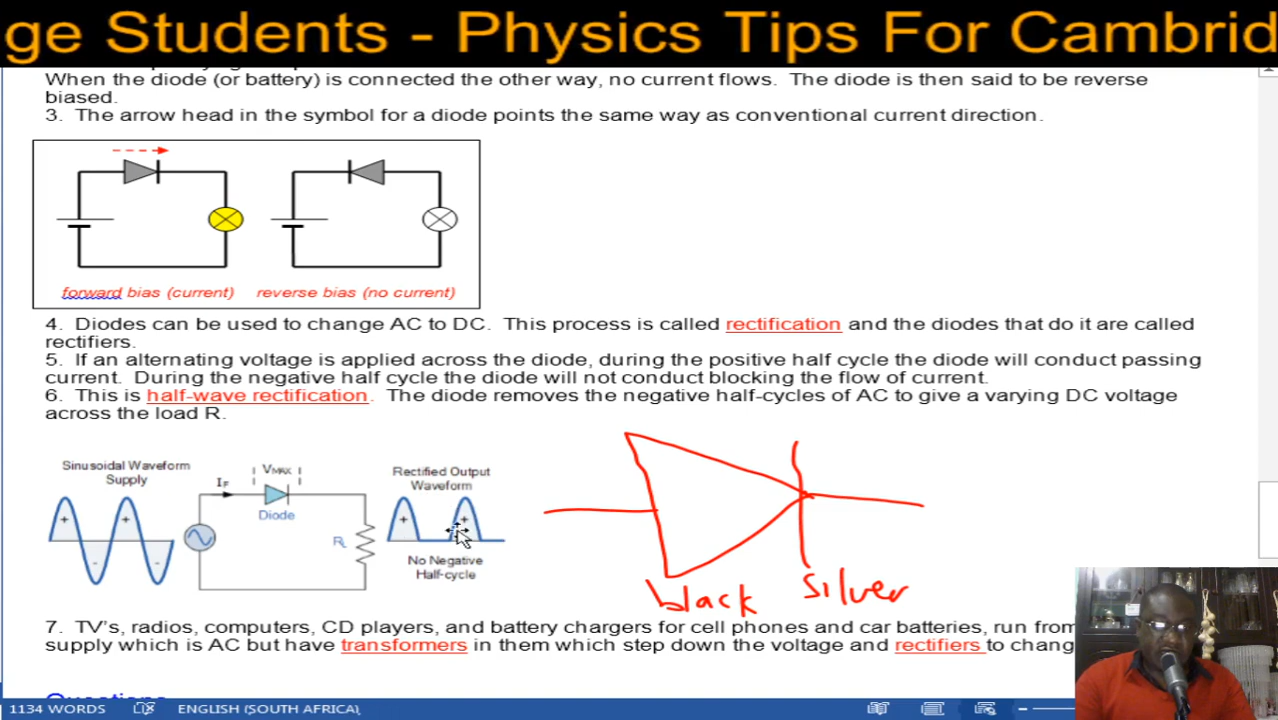 ge Students - Physics Tips For Cambrid
When the diode (or battery) is connected the other way, no current flows. The diode is then said to be reverse
biased.
3. The arrow head in the symbol for a diode points the same way as conventional current direction.
forward bias (current)
reverse bias (no current)
4. Diodes can be used to change AC to DC. This process is called rectification and the diodes that do it are called
rectifiers.
5. If an alternating voltage is applied across the diode, during the positive half cycle the diode will conduct passing
current. During the negative half cycle the diode will not conduct blocking the flow of current.
6. This is half-wave rectification. The diode removes the negative half-cycles of AC to give a varying DC voltage
across the load R.
Sinusoidal Waveform
Supply
+ +
- -
IF
VMAX
Diode
RL
Rectified Output
Waveform
+ +
No Negative
Half-cycle
black
silver
7. TV's, radios, computers, CD players, and battery chargers for cell phones and car batteries, run from
supply which is AC but have transformers in them which step down the voltage and rectifiers to chang
Questions
1134 WORDS
ENGLISH (SOUTH AFRICA)